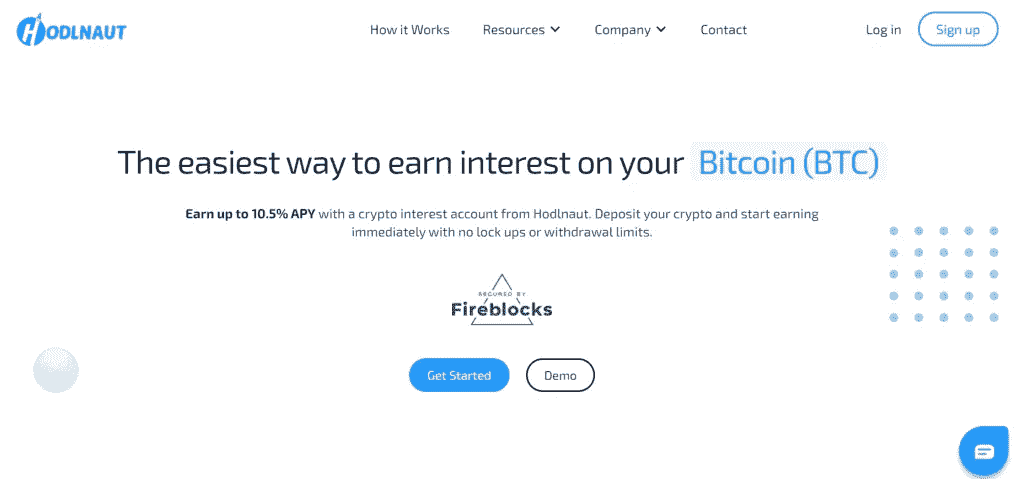 HODLNAUT
How it Works
Resources
Company
Contact
Log in
Sign up
The easiest way to earn interest on your Bitcoin (BTC)
Earn up to 10.5% APY with a crypto interest account from Hodlnaut. Deposit your crypto and start earning
immediately with no lock ups or withdrawal limits.
SECURED BY
Fireblocks
Get Started
Demo